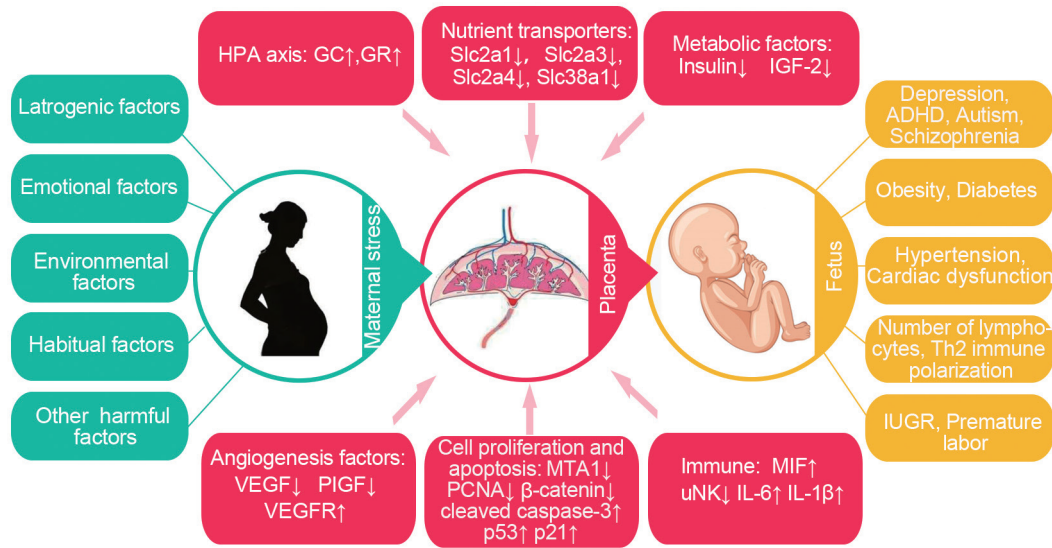 HPA axis: GC↑,GR↑
Nutrient transporters:
Slc2a1↓, Slc2a3↓,
Slc2a4↓, Slc38a1↓
Metabolic factors:
Insulin↓ IGF-2↓
Latrogenic factors
Emotional factors
Environmental
factors
Habitual factors
Other harmful
factors
Maternal stress
Placenta
Fetus
Depression,
ADHD, Autism,
Schizophrenia
Obesity, Diabetes
Hypertension,
Cardiac dysfunction
Number of lympho-
cytes, Th2 immune
polarization
IUGR, Premature
labor
Angiogenesis factors:
VEGF↓ PIGF↓
VEGFR↑
Cell proliferation and
apoptosis: MTA1↓
PCNA↓ β-catenin↓
cleaved caspase-3↑
p53↑ p21↑
Immune: MIF↑
uNK↓ IL-6↑ IL-1β↑